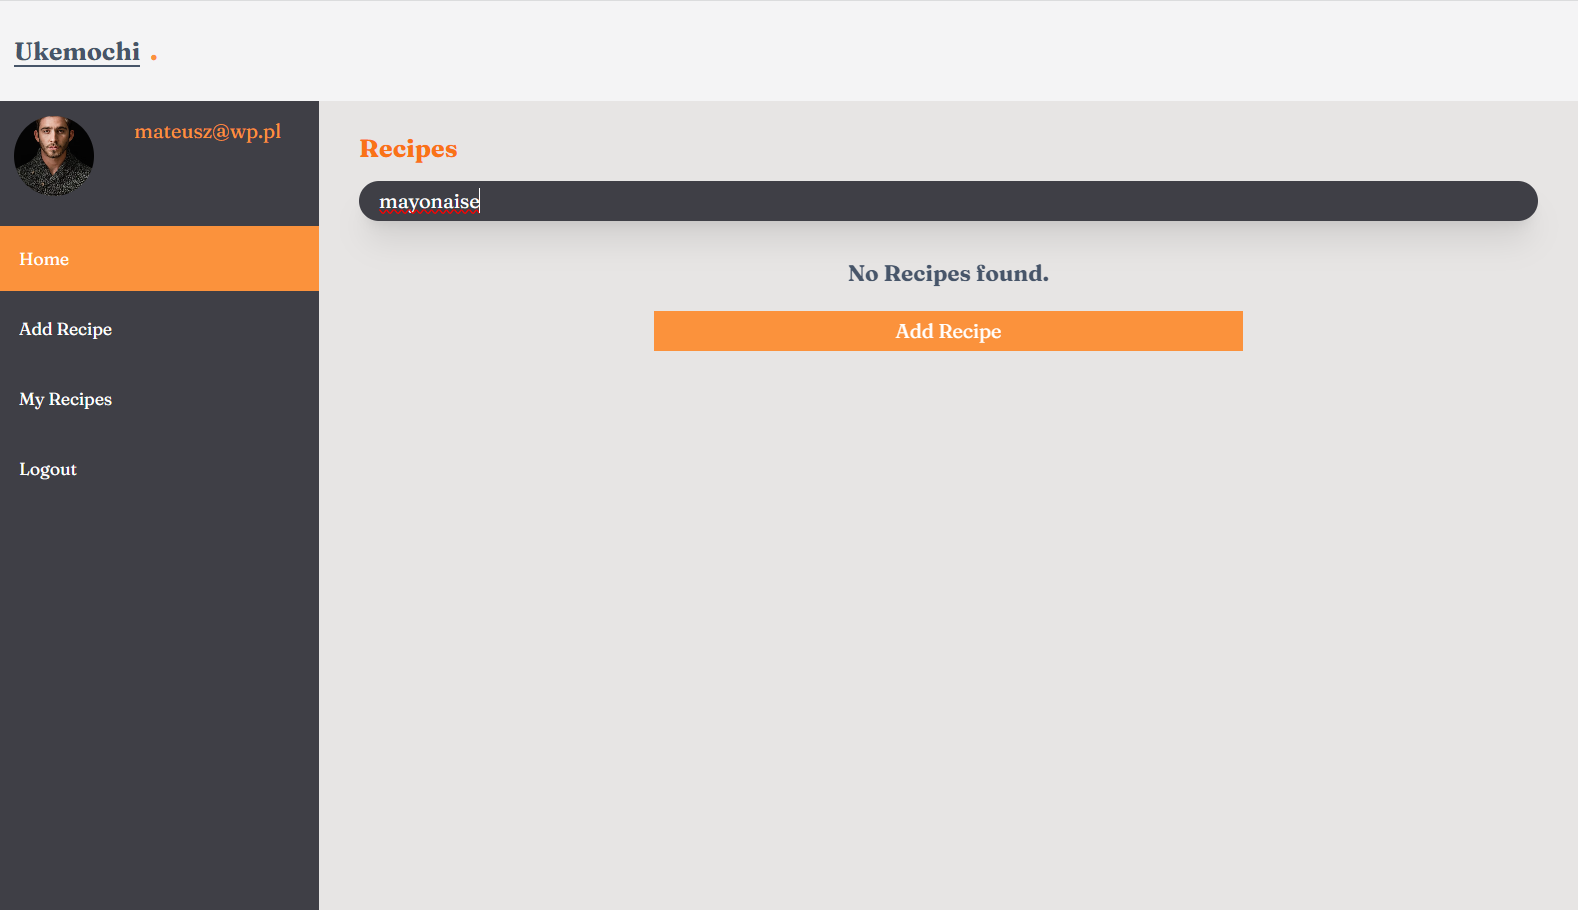 Ukemochi .
mateusz@wp.pl
Home
Add Recipe
My Recipes
Logout
Recipes
mayonaise
No Recipes found.
Add Recipe